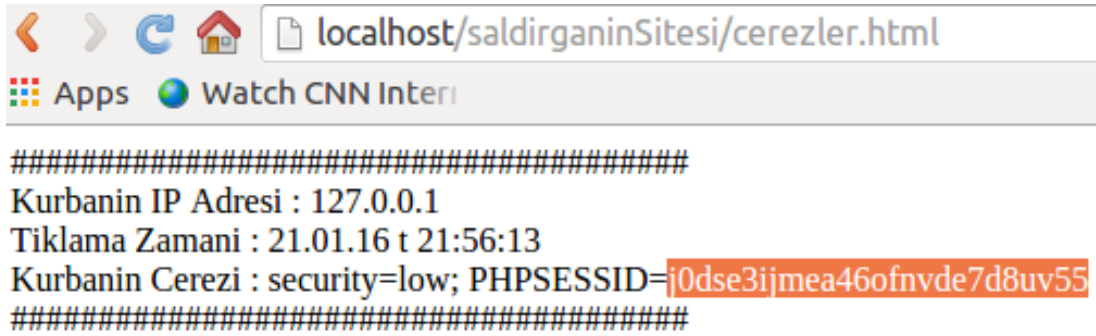 localhost/saldirganinSitesi/cerezler.html
Apps Watch CNN Intern
#######################################
Kurbanin IP Adresi : 127.0.0.1
Tiklama Zamani : 21.01.16 t 21:56:13
Kurbanin Cerezi : security=low; PHPSESSID=j0dse3ijmea46ofnvde7d8uv55
#######################################